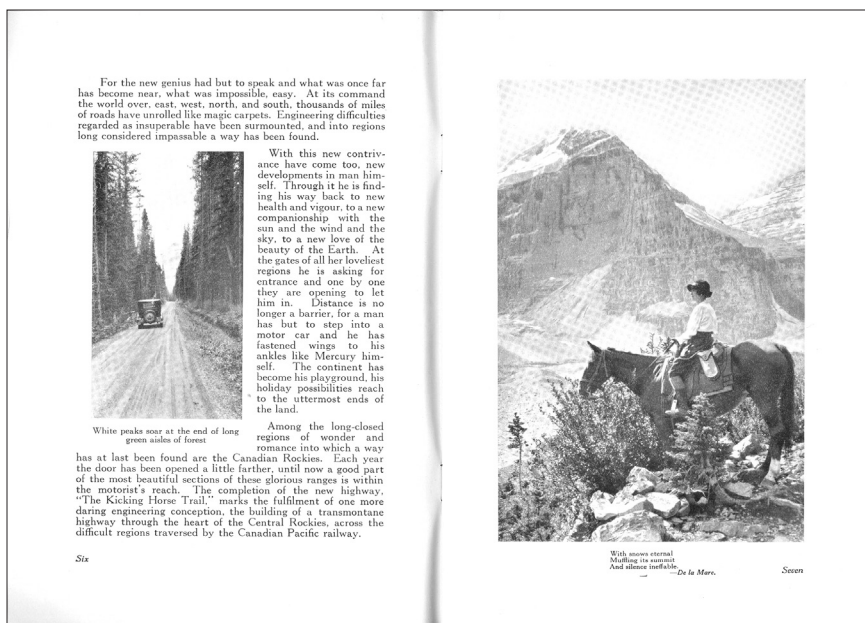 For the new genius had but to speak and what was once far
has become near, what was impossible, easy. At its command
the world over, east, west, north, and south, thousands of miles
of roads have unrolled like magic carpets. Engineering difficulties
regarded as insuperable have been surmounted, and into regions
long considered impassable a way has been found.
With this new contriv-
ance have come too, new
developments in man him-
self. Through it he is find-
ing his way back to new
health and vigour, to a new
companionship with the
sun and the wind and the
sky, to a new love of the
beauty of the Earth. At
the gates of all her loveliest
regions he is asking for
entrance and one by one
they are opening to let
him in. Distance is no
longer a barrier, for a man
has but to step into a
motor car and he has
fastened wings to his
ankles like Mercury him-
self. The continent has
become his playground, his
holiday possibilities reach
to the uttermost ends of
the land.
White peaks soar at the end of long
green aisles of forest
Among the long-closed
regions of wonder and
romance into which a way
has at last been found are the Canadian Rockies. Each year
the door has been opened a little farther, until now a good part
of the most beautiful sections of these glorious ranges is within
the motorist's reach. The completion of the new highway,
"The Kicking Horse Trail," marks the fulfilment of one more
daring engineering conception, the building of a transmontane
highway through the heart of the Central Rockies, across the
difficult regions traversed by the Canadian Pacific railway.
Six
With snows eternal
Muffling its summit
And silence ineffable.
—De la Mare.
Seven